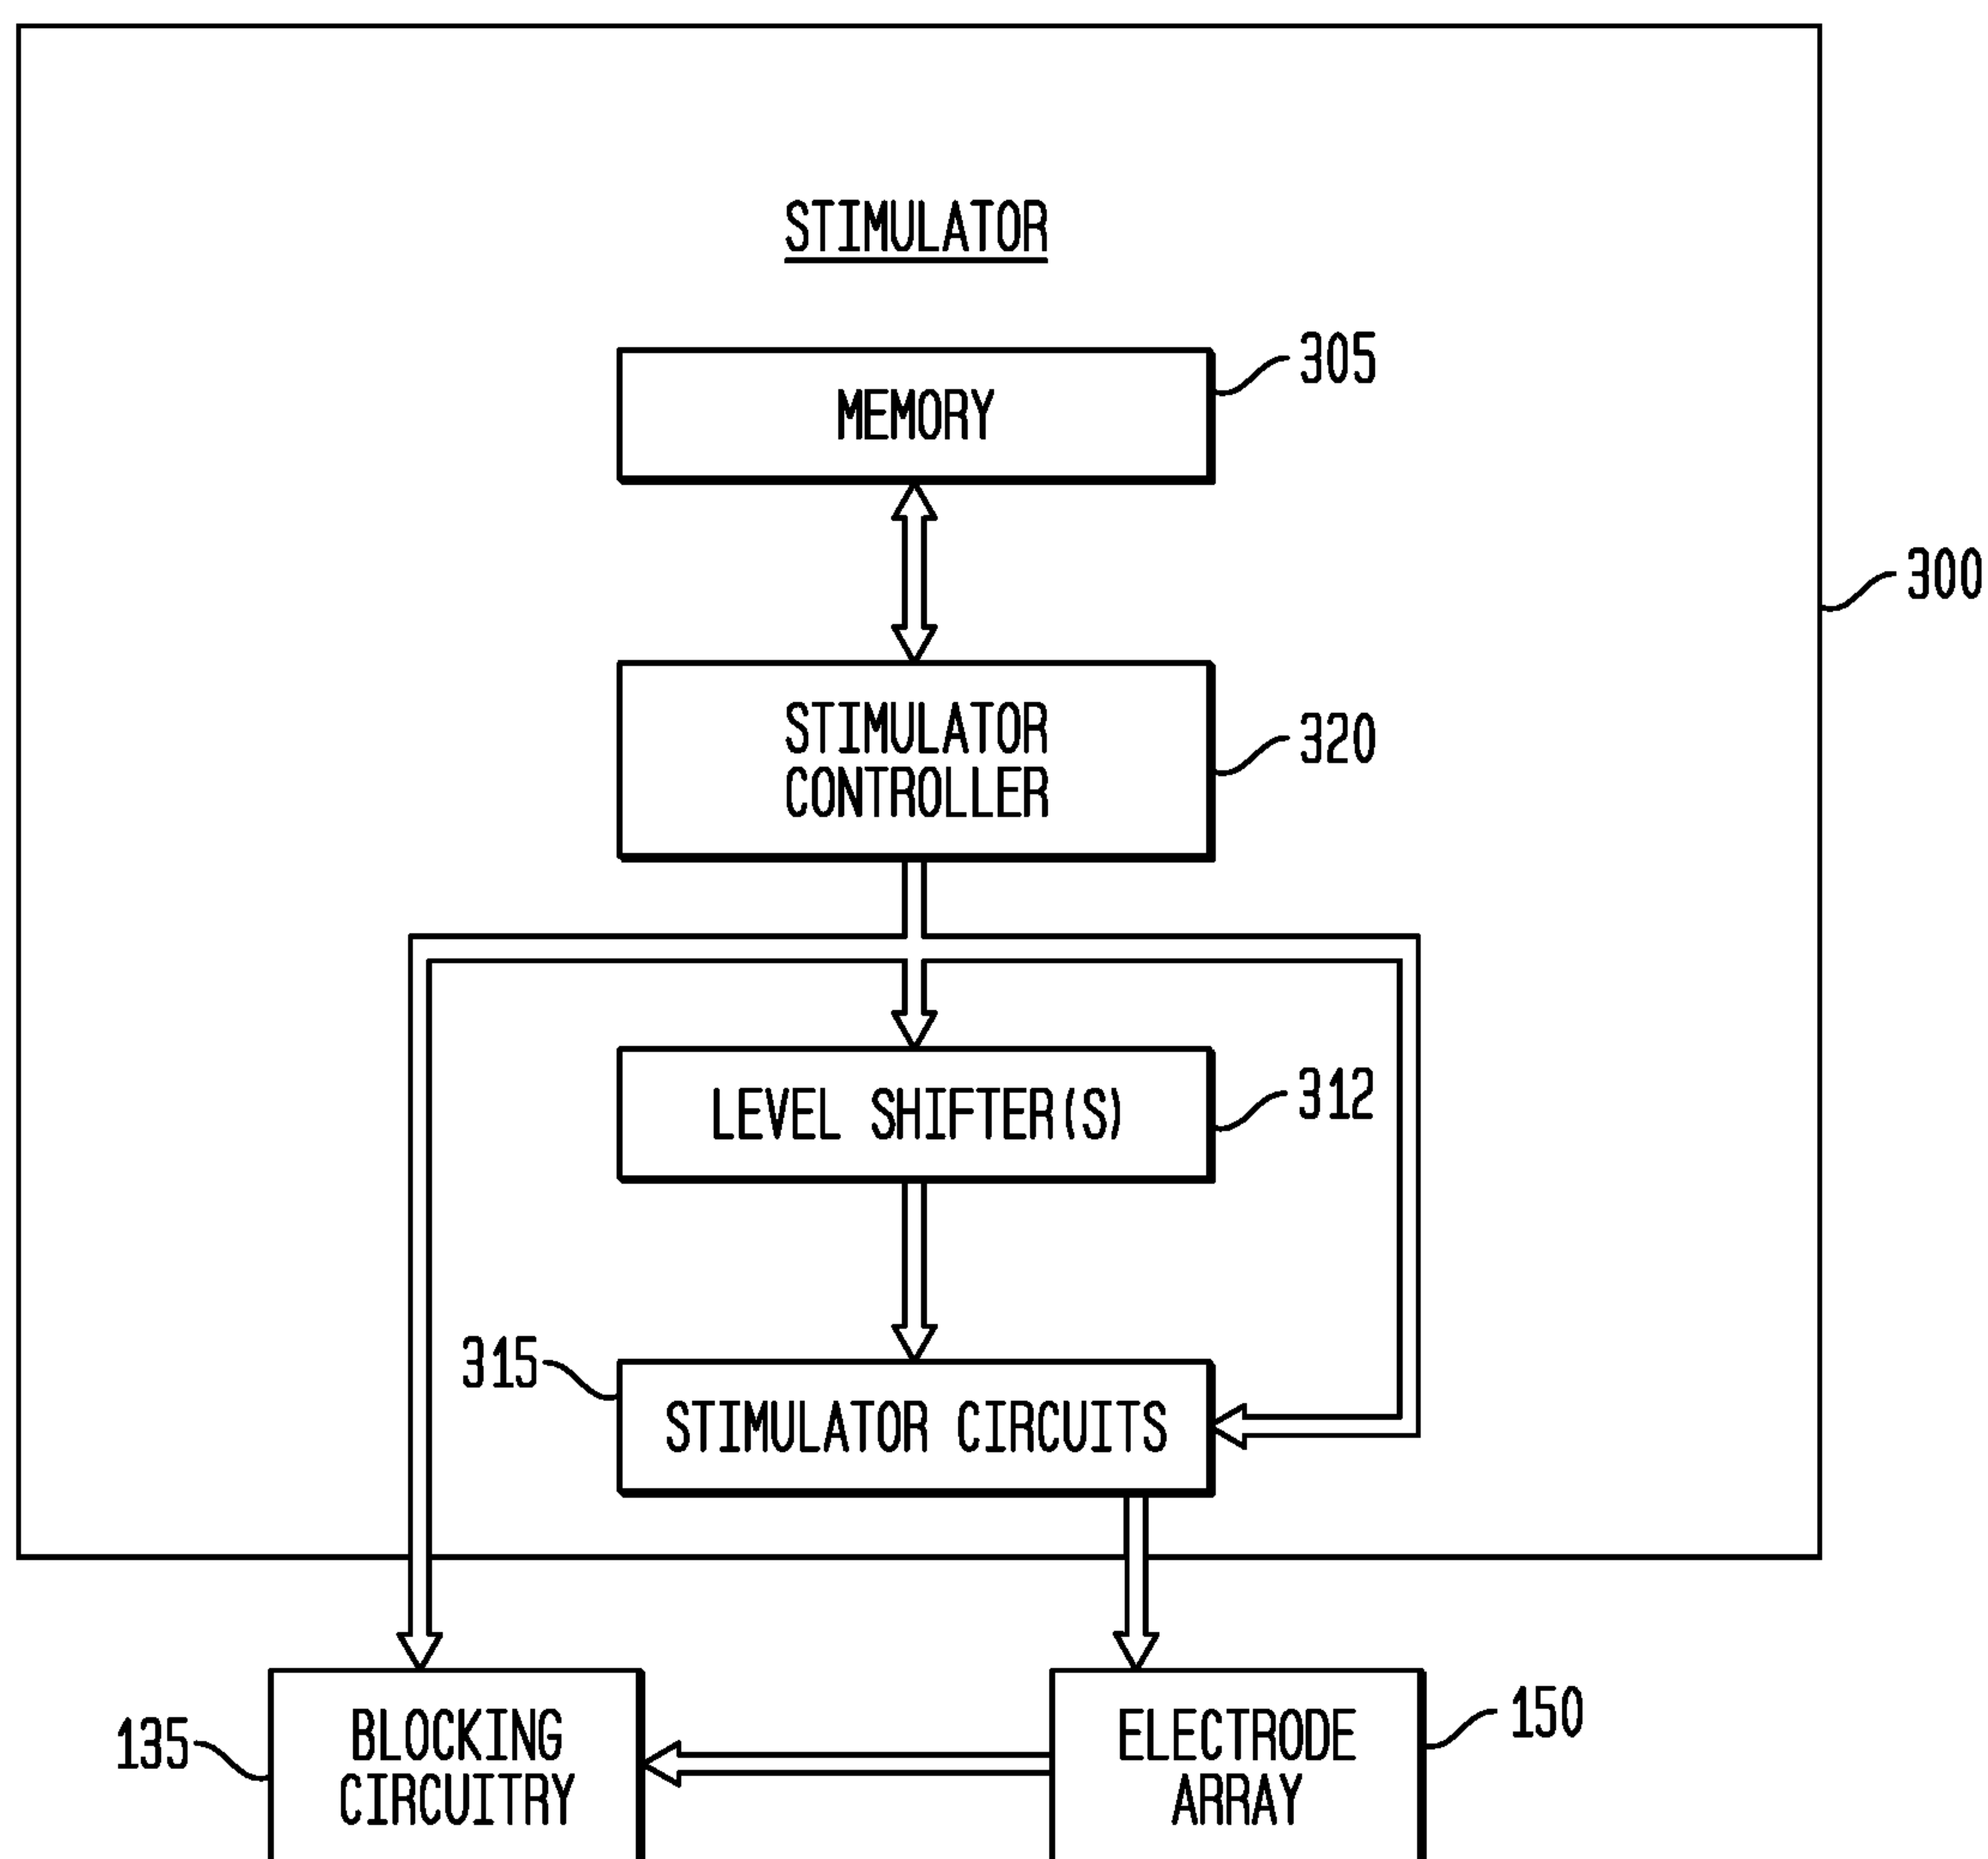 STIMULATOR
MEMORY
305
300
STIMULATOR
CONTROLLER
320
LEVEL SHIFTER(S)
312
315
STIMULATOR CIRCUITS
135
BLOCKING
CIRCUITRY
ELECTRODE
ARRAY
150